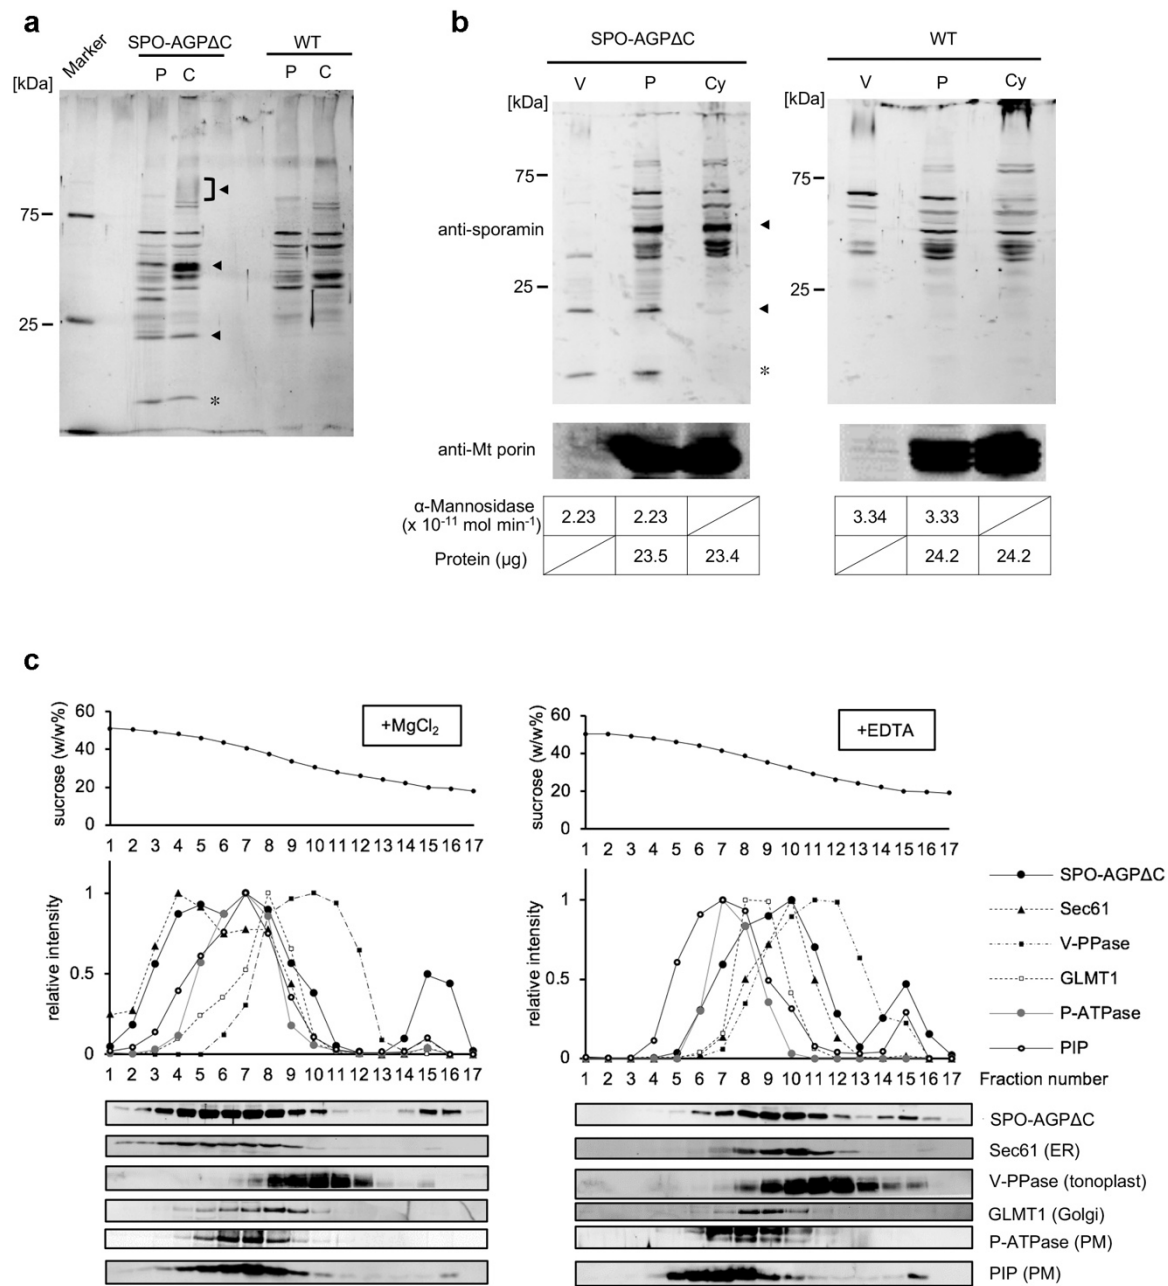 a
SPO-AGPΔC
WT
Marker
P
C
P
C
[kDa]
75
25
*
b
SPO-AGPΔC
WT
V
P
Cy
V
P
Cy
[kDa]
[kDa]
75
75
anti-sporamin
25
25
*
anti-Mt porin
α-Mannosidase
(x 10⁻¹¹ mol min⁻¹)
2.23
2.23
3.34
3.33
Protein (µg)
23.5
23.4
24.2
24.2
c
+MgCl₂
sucrose (w/w%)
60
40
20
0
1 2 3 4 5 6 7 8 9 10 11 12 13 14 15 16 17
+EDTA
sucrose (w/w%)
60
40
20
0
1 2 3 4 5 6 7 8 9 10 11 12 13 14 15 16 17
relative intensity
1
0.5
0
1 2 3 4 5 6 7 8 9 10 11 12 13 14 15 16 17
relative intensity
1
0.5
0
1 2 3 4 5 6 7 8 9 10 11 12 13 14 15 16 17
SPO-AGPΔC
Sec61
V-PPase
GLMT1
P-ATPase
PIP
Fraction number
SPO-AGPΔC
Sec61 (ER)
V-PPase (tonoplast)
GLMT1 (Golgi)
P-ATPase (PM)
PIP (PM)